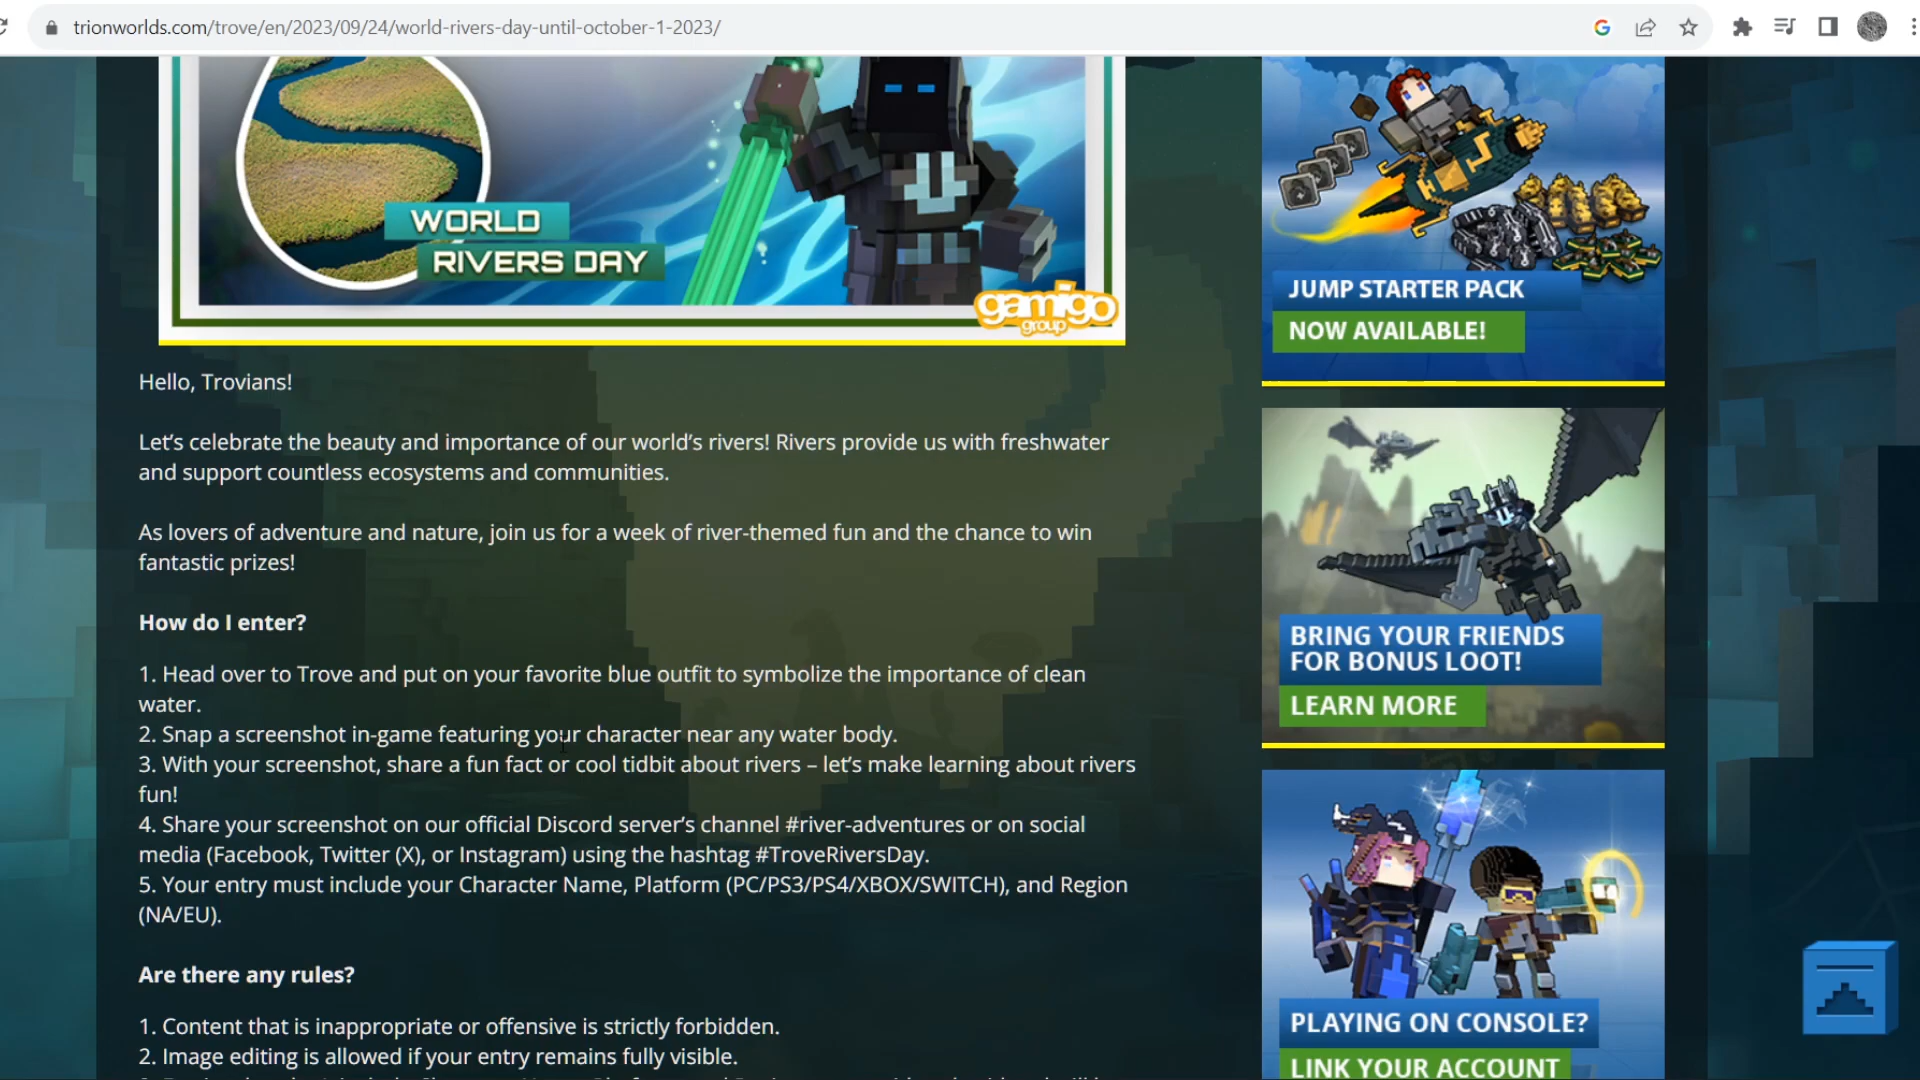 trionworlds.com/trove/en/2023/09/24/world-rivers-day-until-october-1-2023/
WORLD
RIVERS DAY
gamigo
group
Hello, Trovians!
Let’s celebrate the beauty and importance of our world’s rivers! Rivers provide us with freshwater
and support countless ecosystems and communities.
As lovers of adventure and nature, join us for a week of river-themed fun and the chance to win
fantastic prizes!
How do I enter?
1. Head over to Trove and put on your favorite blue outfit to symbolize the importance of clean
water.
2. Snap a screenshot in-game featuring your character near any water body.
3. With your screenshot, share a fun fact or cool tidbit about rivers – let’s make learning about rivers
fun!
4. Share your screenshot on our official Discord server’s channel #river-adventures or on social
media (Facebook, Twitter (X), or Instagram) using the hashtag #TroveRiversDay.
5. Your entry must include your Character Name, Platform (PC/PS3/PS4/XBOX/SWITCH), and Region
(NA/EU).
Are there any rules?
1. Content that is inappropriate or offensive is strictly forbidden.
2. Image editing is allowed if your entry remains fully visible.
JUMP STARTER PACK
NOW AVAILABLE!
BRING YOUR FRIENDS
FOR BONUS LOOT!
LEARN MORE
PLAYING ON CONSOLE?
LINK YOUR ACCOUNT